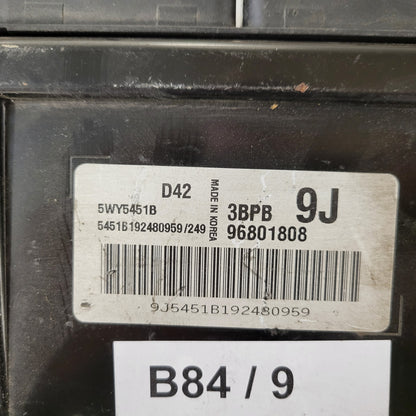 D42
5WY5451B
5451B192480959/249
MADE IN KOREA
3BPB 9J
96801808
9J5451B192480959
B84 / 9